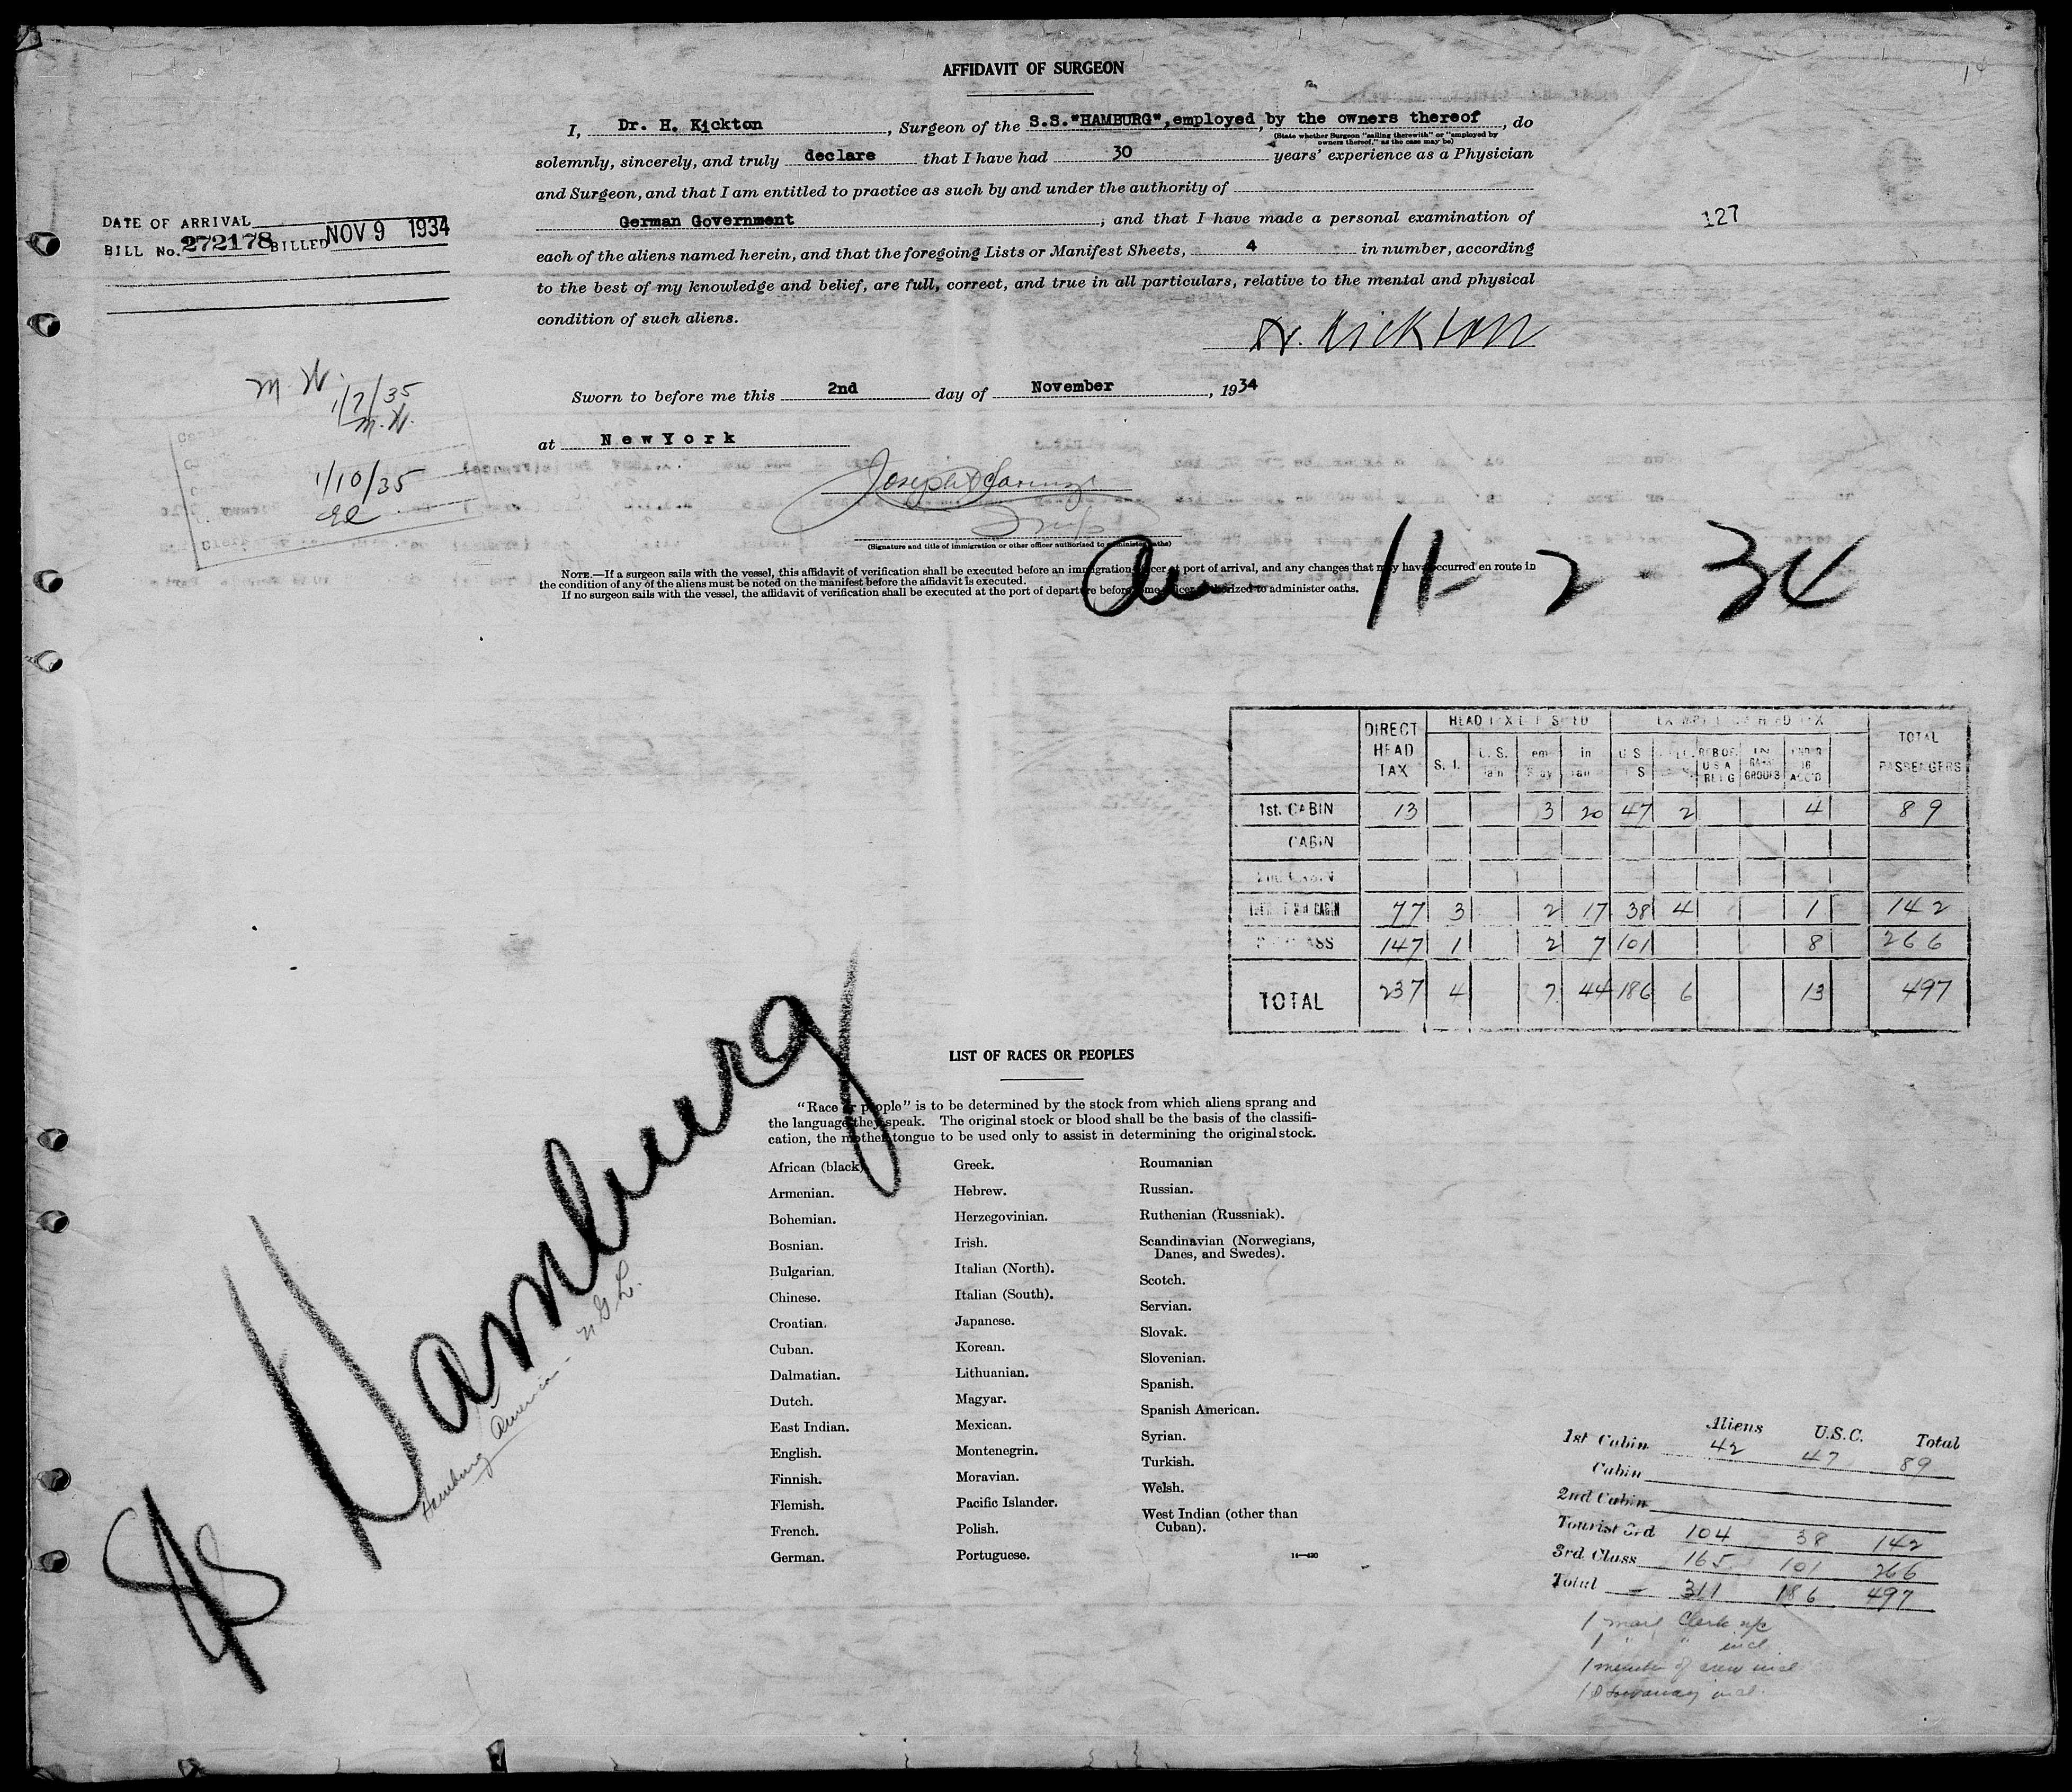 AFFIDAVIT OF SURGEON
I, Dr. H. Kickton, Surgeon of the S.S."HAMBURG", employed by the owners thereof, do
(State whether Surgeon "sailing therewith" or "employed by
owners thereof," as the case may be)
solemnly, sincerely, and truly declare that I have had 30 years' experience as a Physician
and Surgeon, and that I am entitled to practice as such by and under the authority of
German Government, and that I have made a personal examination of
each of the aliens named herein, and that the foregoing Lists or Manifest Sheets, 4 in number, according
to the best of my knowledge and belief, are full, correct, and true in all particulars, relative to the mental and physical
condition of such aliens.
Dr. Kickton
DATE OF ARRIVAL
BILL No. 272178 BILLED NOV 9 1934
127
M. W.
1/7/35
M. W.
1/10/35
Sworn to before me this 2nd day of November, 1934
at NewYork
(Signature and title of immigration or other officer authorized to administer oaths)
NOTE.—If a surgeon sails with the vessel, this affidavit of verification shall be executed before an immigration officer at port of arrival, and any changes that may have occurred en route in
the condition of any of the aliens must be noted on the manifest before the affidavit is executed.
If no surgeon sails with the vessel, the affidavit of verification shall be executed at the port of departure before some officer authorized to administer oaths.
11-2-34
DIRECT HEAD TAX S. I. U. S. in TOTAL PASSENGERS
1st. CABIN 13 3 20 47 2 4 89
CABIN
2nd CABIN
77 3 2 17 38 4 1 142
147 1 2 7 101 8 266
TOTAL 237 4 7 44 186 6 13 497
SS Hamburg
Hamburg America - N G L.
LIST OF RACES OR PEOPLES
"Race or people" is to be determined by the stock from which aliens sprang and
the language they speak. The original stock or blood shall be the basis of the classifi-
cation, the mother tongue to be used only to assist in determining the original stock.
African (black)
Armenian.
Bohemian.
Bosnian.
Bulgarian.
Chinese.
Croatian.
Cuban.
Dalmatian.
Dutch.
East Indian.
English.
Finnish.
Flemish.
French.
German.
Greek.
Hebrew.
Herzegovinian.
Irish.
Italian (North).
Italian (South).
Japanese.
Korean.
Lithuanian.
Magyar.
Mexican.
Montenegrin.
Moravian.
Pacific Islander.
Polish.
Portuguese.
Roumanian
Russian.
Ruthenian (Russniak).
Scandinavian (Norwegians,
Danes, and Swedes).
Scotch.
Servian.
Slovak.
Slovenian.
Spanish.
Spanish American.
Syrian.
Turkish.
Welsh.
West Indian (other than
Cuban).
14—430
Aliens U.S.C. Total
1st Cabin 42 47 89
Cabin
2nd Cabin
Tourist 3rd 104 38 142
3rd Class 165 101 266
Total 311 186 497
1 mail Clerk
1 " " incl
1 member of crew incl
1 Stowaway incl.